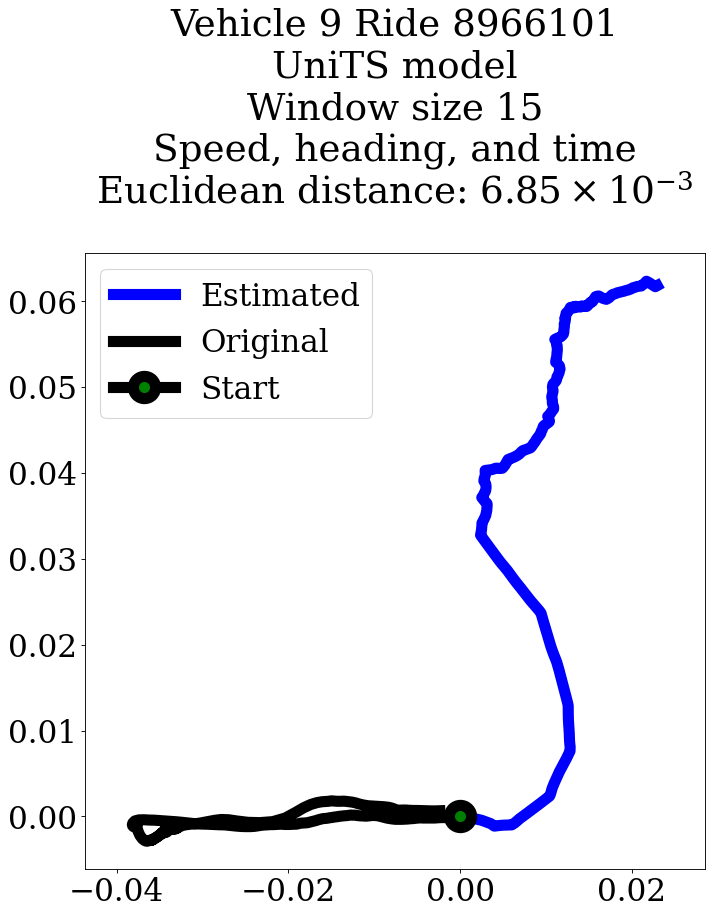 Vehicle 9 Ride 8966101
UniTS model
Window size 15
Speed, heading, and time
Euclidean distance: 6.85 × 10⁻³
Estimated
Original
Start
0.06
0.05
0.04
0.03
0.02
0.01
0.00
−0.04 −0.02 0.00 0.02